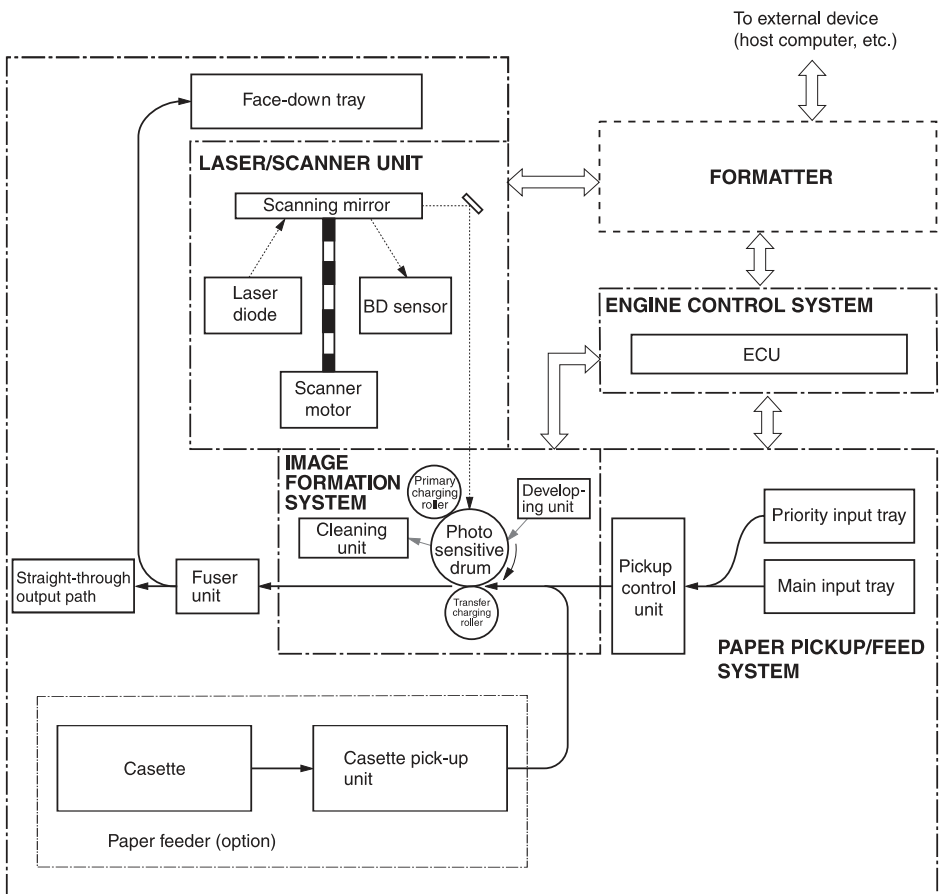 To external device
(host computer, etc.)
Face-down tray
LASER/SCANNER UNIT
FORMATTER
Scanning mirror
Laser
diode
BD sensor
Scanner
motor
ENGINE CONTROL SYSTEM
ECU
IMAGE
FORMATION
SYSTEM
Primary
charging
roller
Develop-
ing unit
Cleaning
unit
Photo
sensitive
drum
Transfer
charging
roller
Priority input tray
Pickup
control
unit
Main input tray
Straight-through
output path
Fuser
unit
PAPER PICKUP/FEED
SYSTEM
Casette
Casette pick-up
unit
Paper feeder (option)